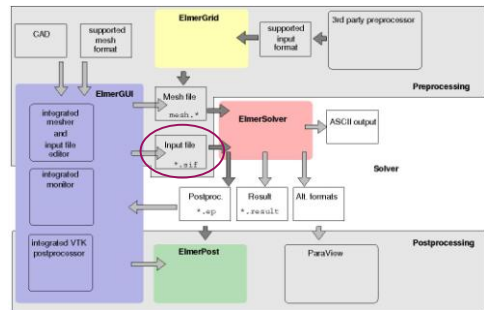 CAD
supported
mesh
format
ElmerGrid
supported
input
format
3rd party preprocessor
ElmerGUI
Mesh file
mesh.*
Preprocessing
integrated
mesher
and
input file
editor
ElmerSolver
ASCII output
Input file
*.sif
Solver
integrated
monitor
Postproc.
*.ep
Result
*.result
Alt. formats
Postprocessing
integrated VTK
postprocessor
ElmerPost
ParaView